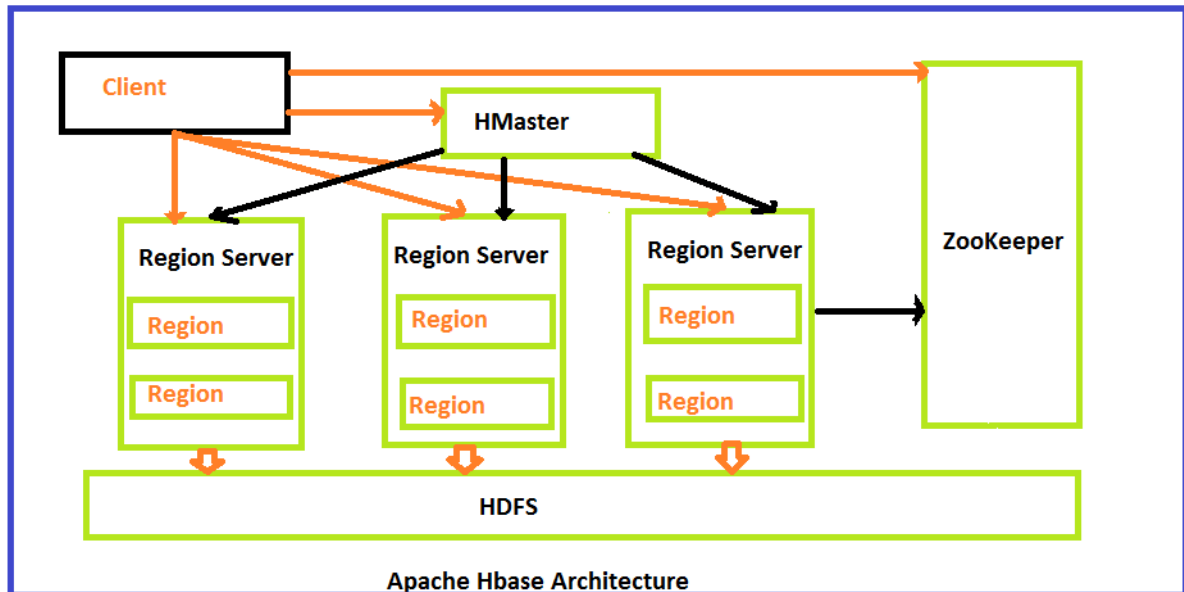 Client
HMaster
ZooKeeper
Region Server
Region Server
Region Server
Region
Region
Region
Region
Region
Region
HDFS
Apache Hbase Architecture